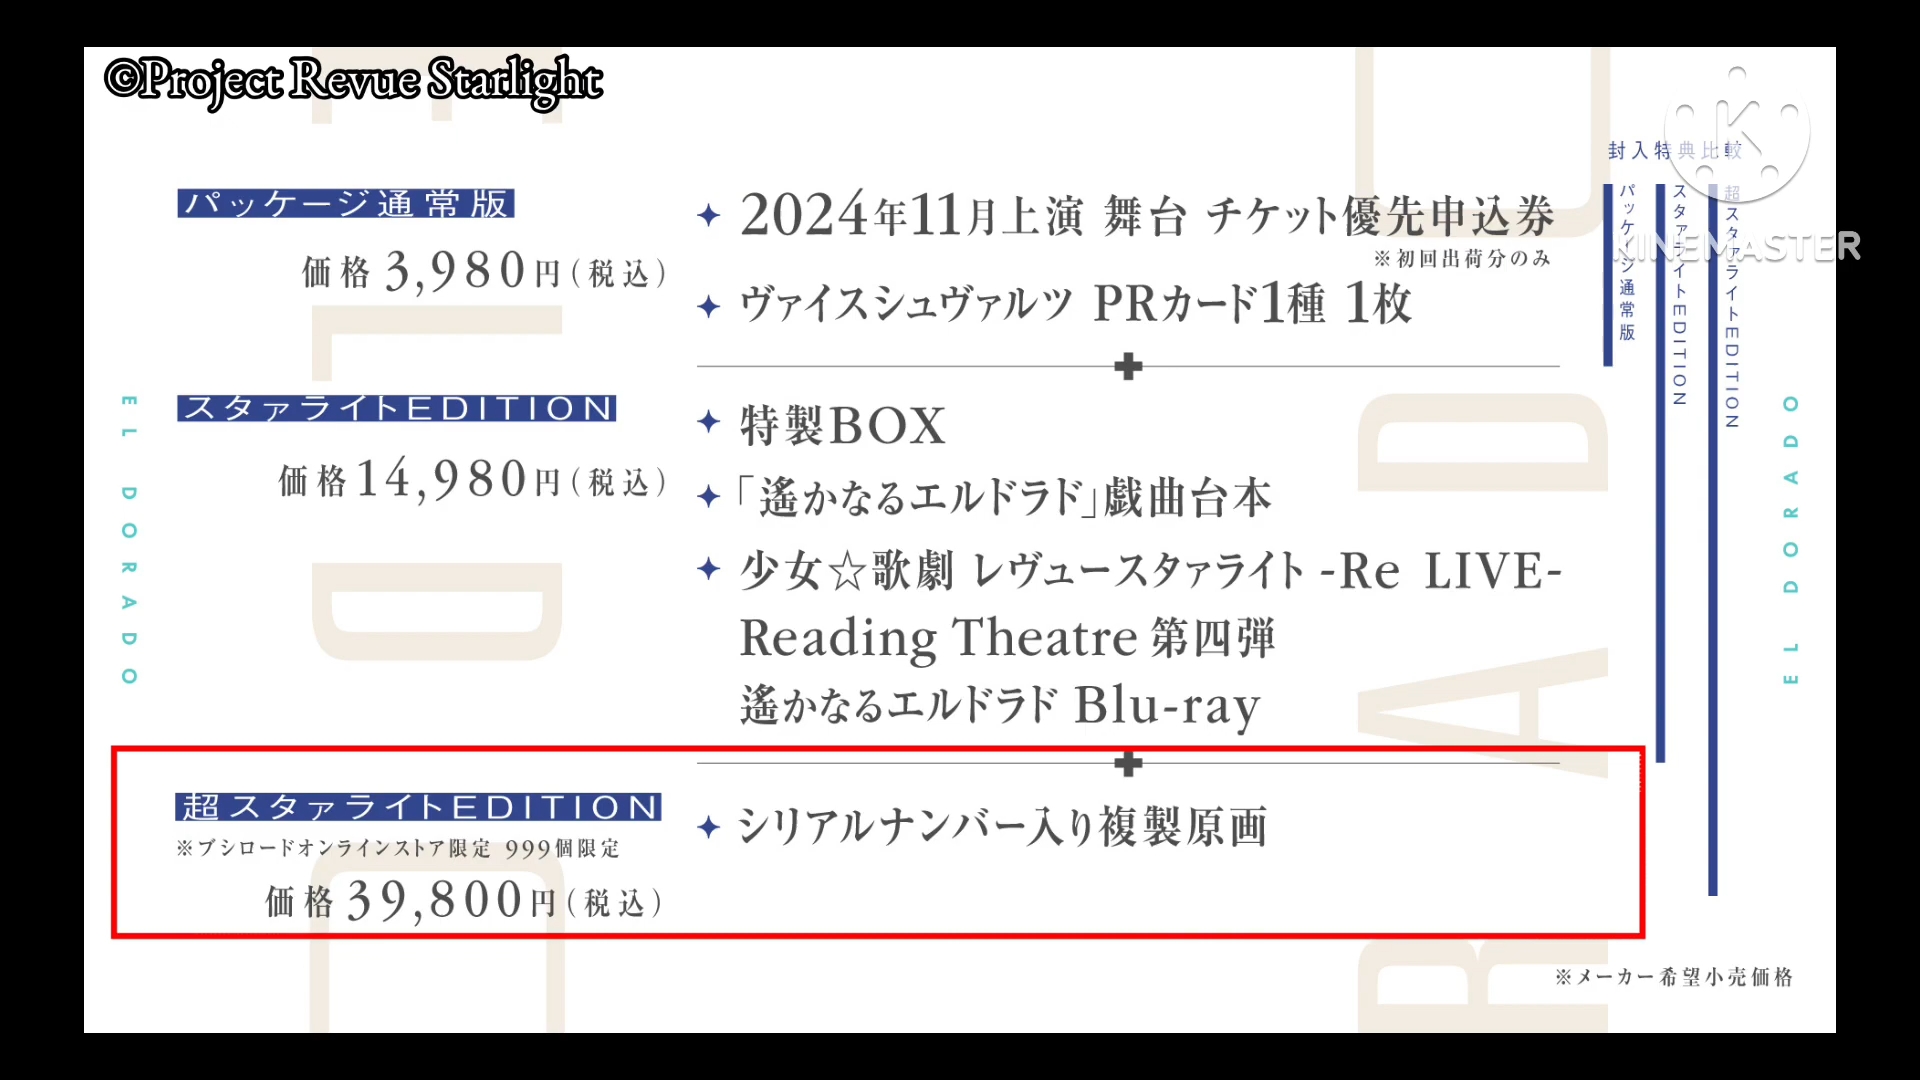 ©Project Revue Starlight
封入特典比較
パッケージ通常版
価格 3,980円(税込)
✦ 2024年11月上演 舞台 チケット優先申込券
※初回出荷分のみ
✦ ヴァイスシュヴァルツ PRカード1種 1枚
スタァライトEDITION
価格 14,980円(税込)
✦ 特製BOX
✦ 「遙かなるエルドラド」戯曲台本
✦ 少女☆歌劇 レヴュースタァライト -Re LIVE-
Reading Theatre 第四弾
遙かなるエルドラド Blu-ray
超スタァライトEDITION
※ブシロードオンラインストア限定 999個限定
価格 39,800円(税込)
✦ シリアルナンバー入り複製原画
※メーカー希望小売価格
パッケージ通常版
スタァライトEDITION
超スタァライトEDITION
KINEMASTER
EL DORADO
EL DORADO